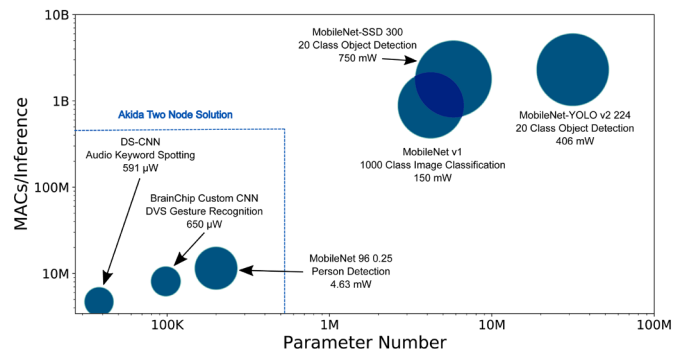 10B
1B
100M
10M
MACs/Inference
MobileNet-SSD 300
20 Class Object Detection
750 mW
Akida Two Node Solution
DS-CNN
Audio Keyword Spotting
591 µW
BrainChip Custom CNN
DVS Gesture Recognition
650 µW
MobileNet 96 0.25
Person Detection
4.63 mW
MobileNet v1
1000 Class Image Classification
150 mW
MobileNet-YOLO v2 224
20 Class Object Detection
406 mW
100K
1M
10M
100M
Parameter Number